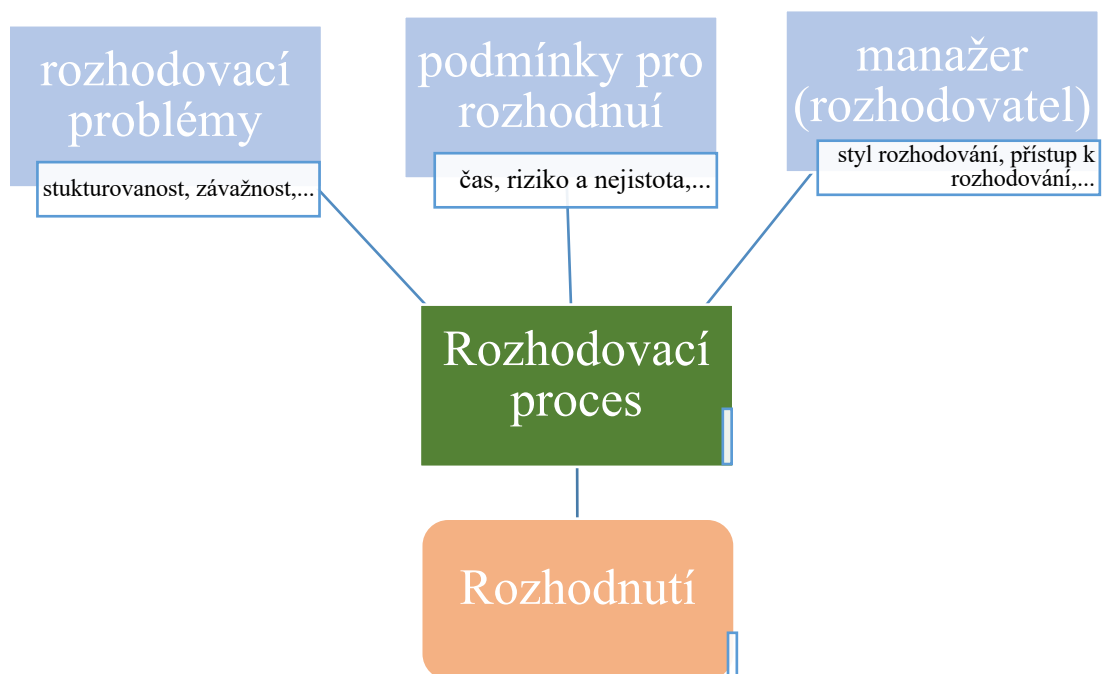 rozhodovací
problémy
stukturovanost, závažnost,...
podmínky pro
rozhodnuí
čas, riziko a nejistota,...
manažer
(rozhodovatel)
styl rozhodování, přístup k
rozhodování,...
Rozhodovací
proces
Rozhodnutí